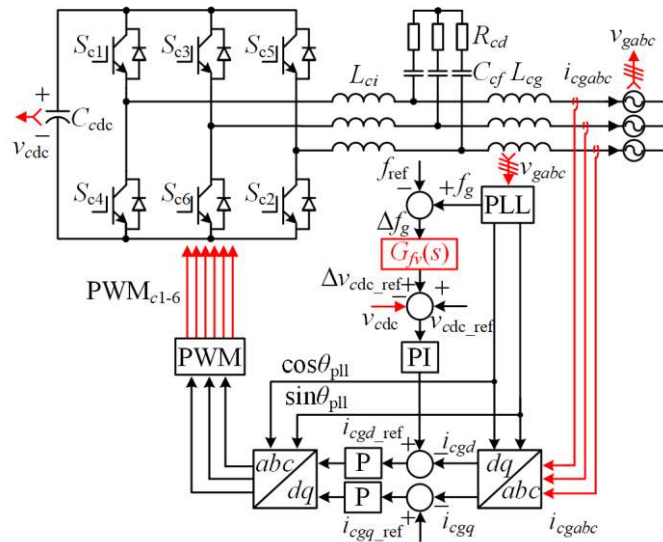 S_c1 S_c3 S_c5 R_cd v_gabc
L_ci C_cf L_cg i_cgabc
+ C_cdc
− v_cdc
S_c4 S_c6 S_c2
f_ref v_gabc
− + f_g PLL
Δf_g
G_fv(s)
PWM_c1-6 Δv_cdc_ref + − +
v_cdc v_cdc_ref
PWM PI
cosθ_pll
sinθ_pll
i_cgd_ref + − i_cgd
abc P dq
dq P abc
i_cgq_ref + − i_cgq i_cgabc